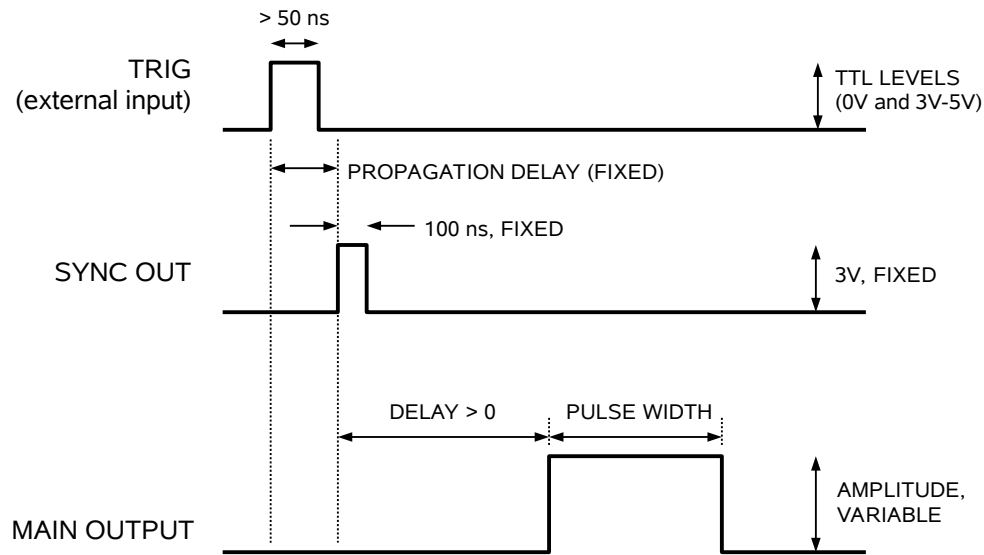 > 50 ns
TRIG
(external input)
TTL LEVELS
(0V and 3V-5V)
PROPAGATION DELAY (FIXED)
100 ns, FIXED
SYNC OUT
3V, FIXED
DELAY > 0
PULSE WIDTH
AMPLITUDE,
VARIABLE
MAIN OUTPUT